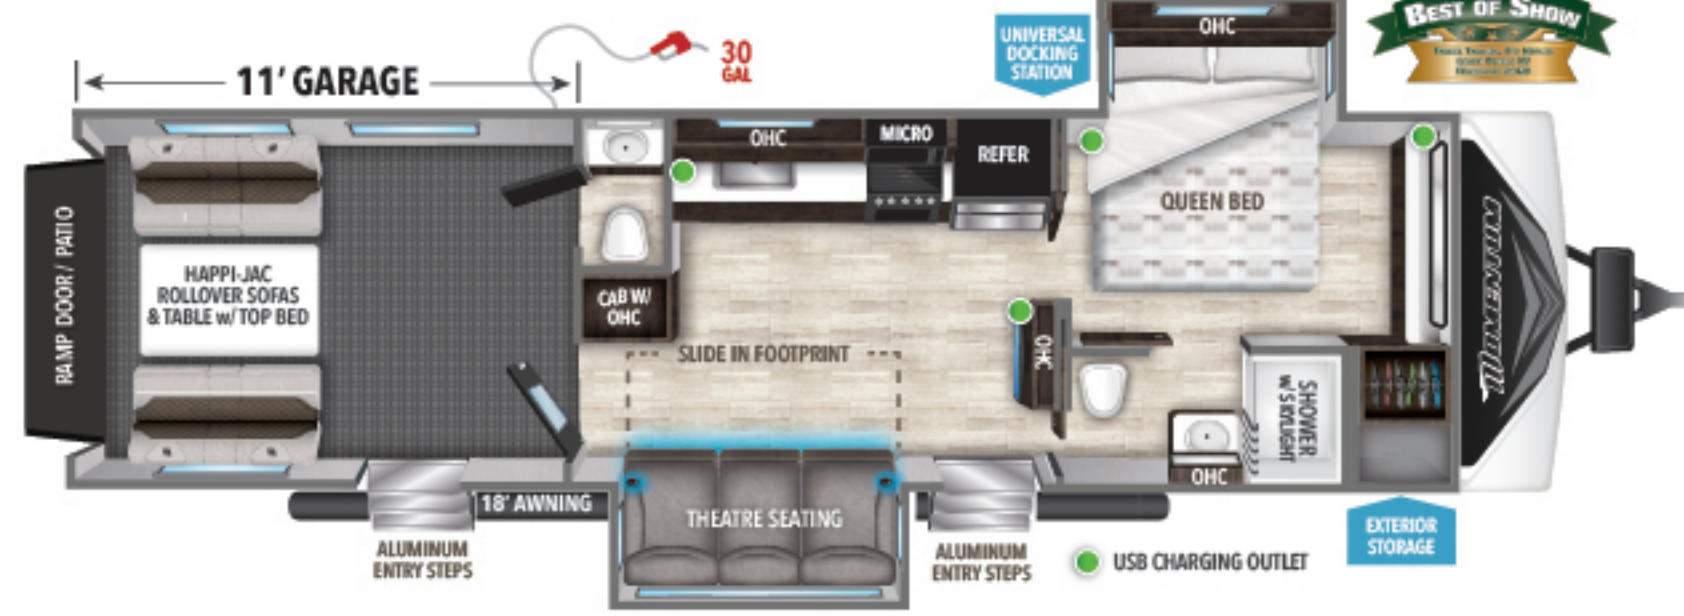 BEST OF SHOW
11' GARAGE
30
GAL
UNIVERSAL
DOCKING
STATION
OHC
OHC
MICRO
REFER
QUEEN BED
RAMP DOOR / PATIO
HAPPI-JAC
ROLLOVER SOFAS
& TABLE w/ TOP BED
CAB W/
OHC
SLIDE IN FOOTPRINT
OHC
SHOWER
w/ SKYLIGHT
OHC
MOMENTUM
18' AWNING
THEATRE SEATING
ALUMINUM
ENTRY STEPS
ALUMINUM
ENTRY STEPS
USB CHARGING OUTLET
EXTERIOR
STORAGE